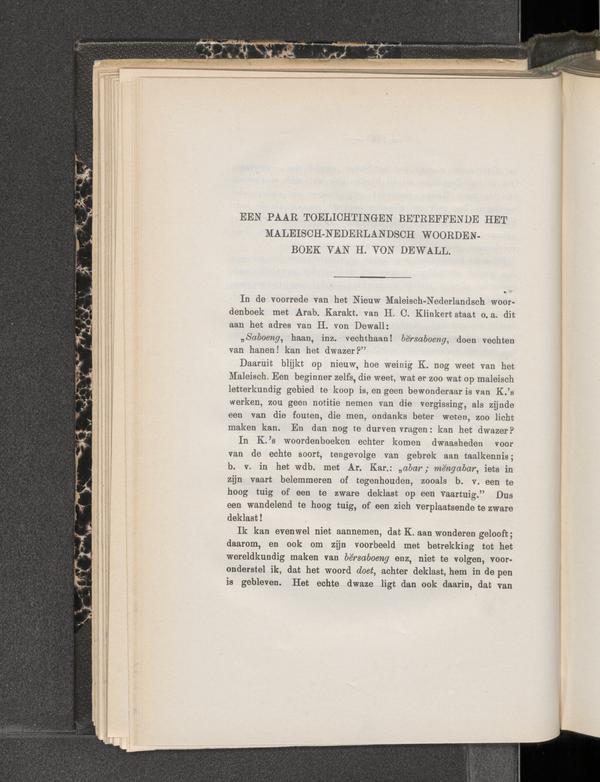 EEN PAAR TOELICHTINGEN BETREFFENDE HET
MALEISCH-NEDERLANDSCH WOORDEN-
BOEK VAN H. VON DEWALL.
In de voorrede van het Nieuw Maleisch-Nederlandsch woor-
denboek met Arab. Karakt. van H. C. Klinkert staat o. a. dit
aan het adres van H. von Dewall:
„Saboeng, haan, inz. vechthaan! bĕrsaboeng, doen vechten
van hanen! kan het dwazer?”
Daaruit blijkt op nieuw, hoe weinig K. nog weet van het
Maleisch. Een beginner zelfs, die weet, wat er zoo wat op maleisch
letterkundig gebied te koop is, en geen bewonderaar is van K.'s
werken, zou geen notitie nemen van die vergissing, als zijnde
een van die fouten, die men, ondanks beter weten, zoo licht
maken kan. En dan nog te durven vragen: kan het dwazer?
In K.'s woordenboeken echter komen dwaasheden voor
van de echte soort, tengevolge van gebrek aan taalkennis;
b. v. in het wdb. met Ar. Kar.: „abar; mĕngabar, iets in
zijn vaart belemmeren of tegenhouden, zooals b. v. een te
hoog tuig of een te zware deklast op een vaartuig.” Dus
een wandelend te hoog tuig, of een zich verplaatsende te zware
deklast!
Ik kan evenwel niet aannemen, dat K. aan wonderen gelooft;
daarom, en ook om zijn voorbeeld met betrekking tot het
wereldkundig maken van bĕrsaboeng enz, niet te volgen, voor-
onderstel ik, dat het woord doet, achter deklast, hem in de pen
is gebleven. Het echte dwaze ligt dan ook daarin, dat van